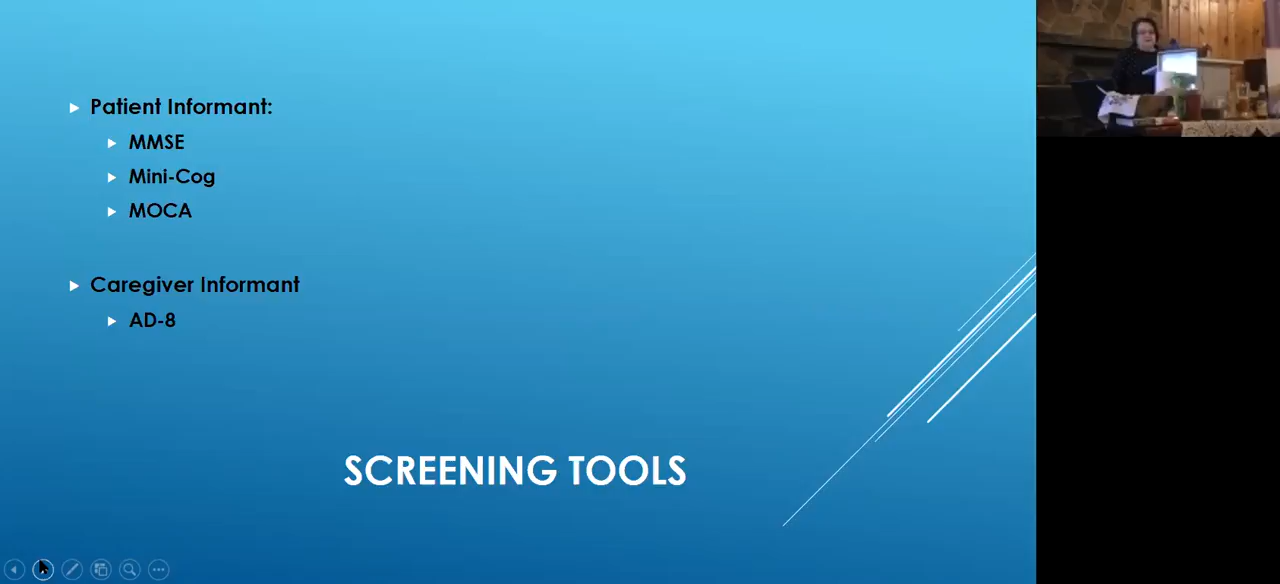 Patient Informant:
MMSE
Mini-Cog
MOCA
Caregiver Informant
AD-8
SCREENING TOOLS